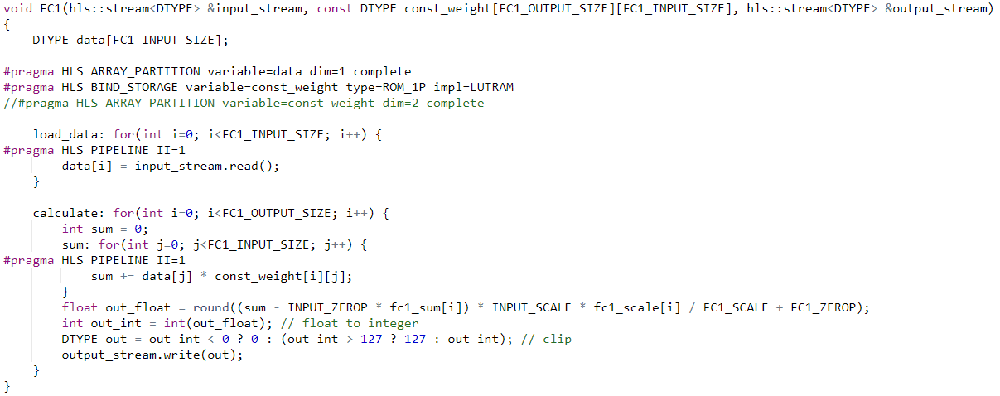 void FC1(hls::stream<DTYPE> &input_stream, const DTYPE const_weight[FC1_OUTPUT_SIZE][FC1_INPUT_SIZE], hls::stream<DTYPE> &output_stream)
{
    DTYPE data[FC1_INPUT_SIZE];

#pragma HLS ARRAY_PARTITION variable=data dim=1 complete
#pragma HLS BIND_STORAGE variable=const_weight type=ROM_1P impl=LUTRAM
//#pragma HLS ARRAY_PARTITION variable=const_weight dim=2 complete

    load_data: for(int i=0; i<FC1_INPUT_SIZE; i++) {
#pragma HLS PIPELINE II=1
        data[i] = input_stream.read();
    }

    calculate: for(int i=0; i<FC1_OUTPUT_SIZE; i++) {
        int sum = 0;
        sum: for(int j=0; j<FC1_INPUT_SIZE; j++) {
#pragma HLS PIPELINE II=1
            sum += data[j] * const_weight[i][j];
        }
        float out_float = round((sum - INPUT_ZEROP * fc1_sum[i]) * INPUT_SCALE * fc1_scale[i] / FC1_SCALE + FC1_ZEROP);
        int out_int = int(out_float); // float to integer
        DTYPE out = out_int < 0 ? 0 : (out_int > 127 ? 127 : out_int); // clip
        output_stream.write(out);
    }
}